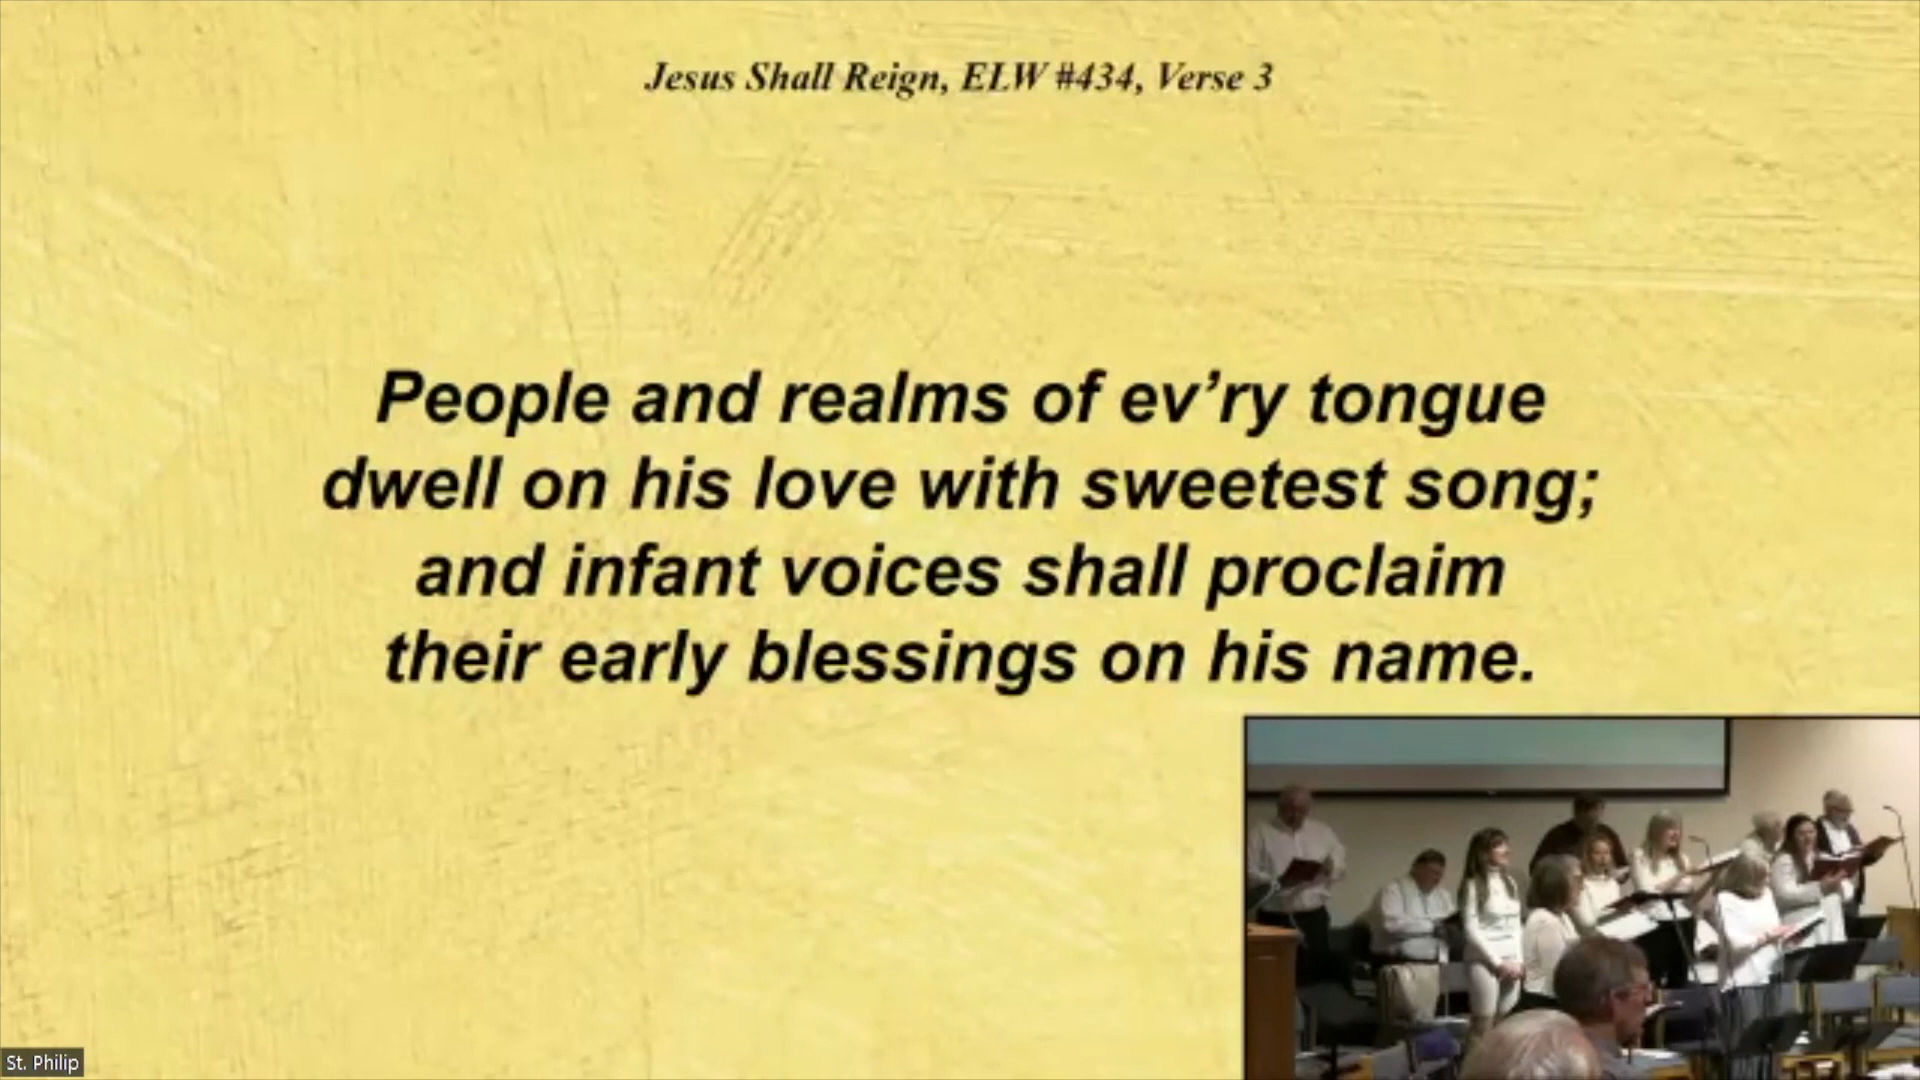 Jesus Shall Reign, ELW #434, Verse 3
People and realms of ev’ry tongue
dwell on his love with sweetest song;
and infant voices shall proclaim
their early blessings on his name.
St. Philip